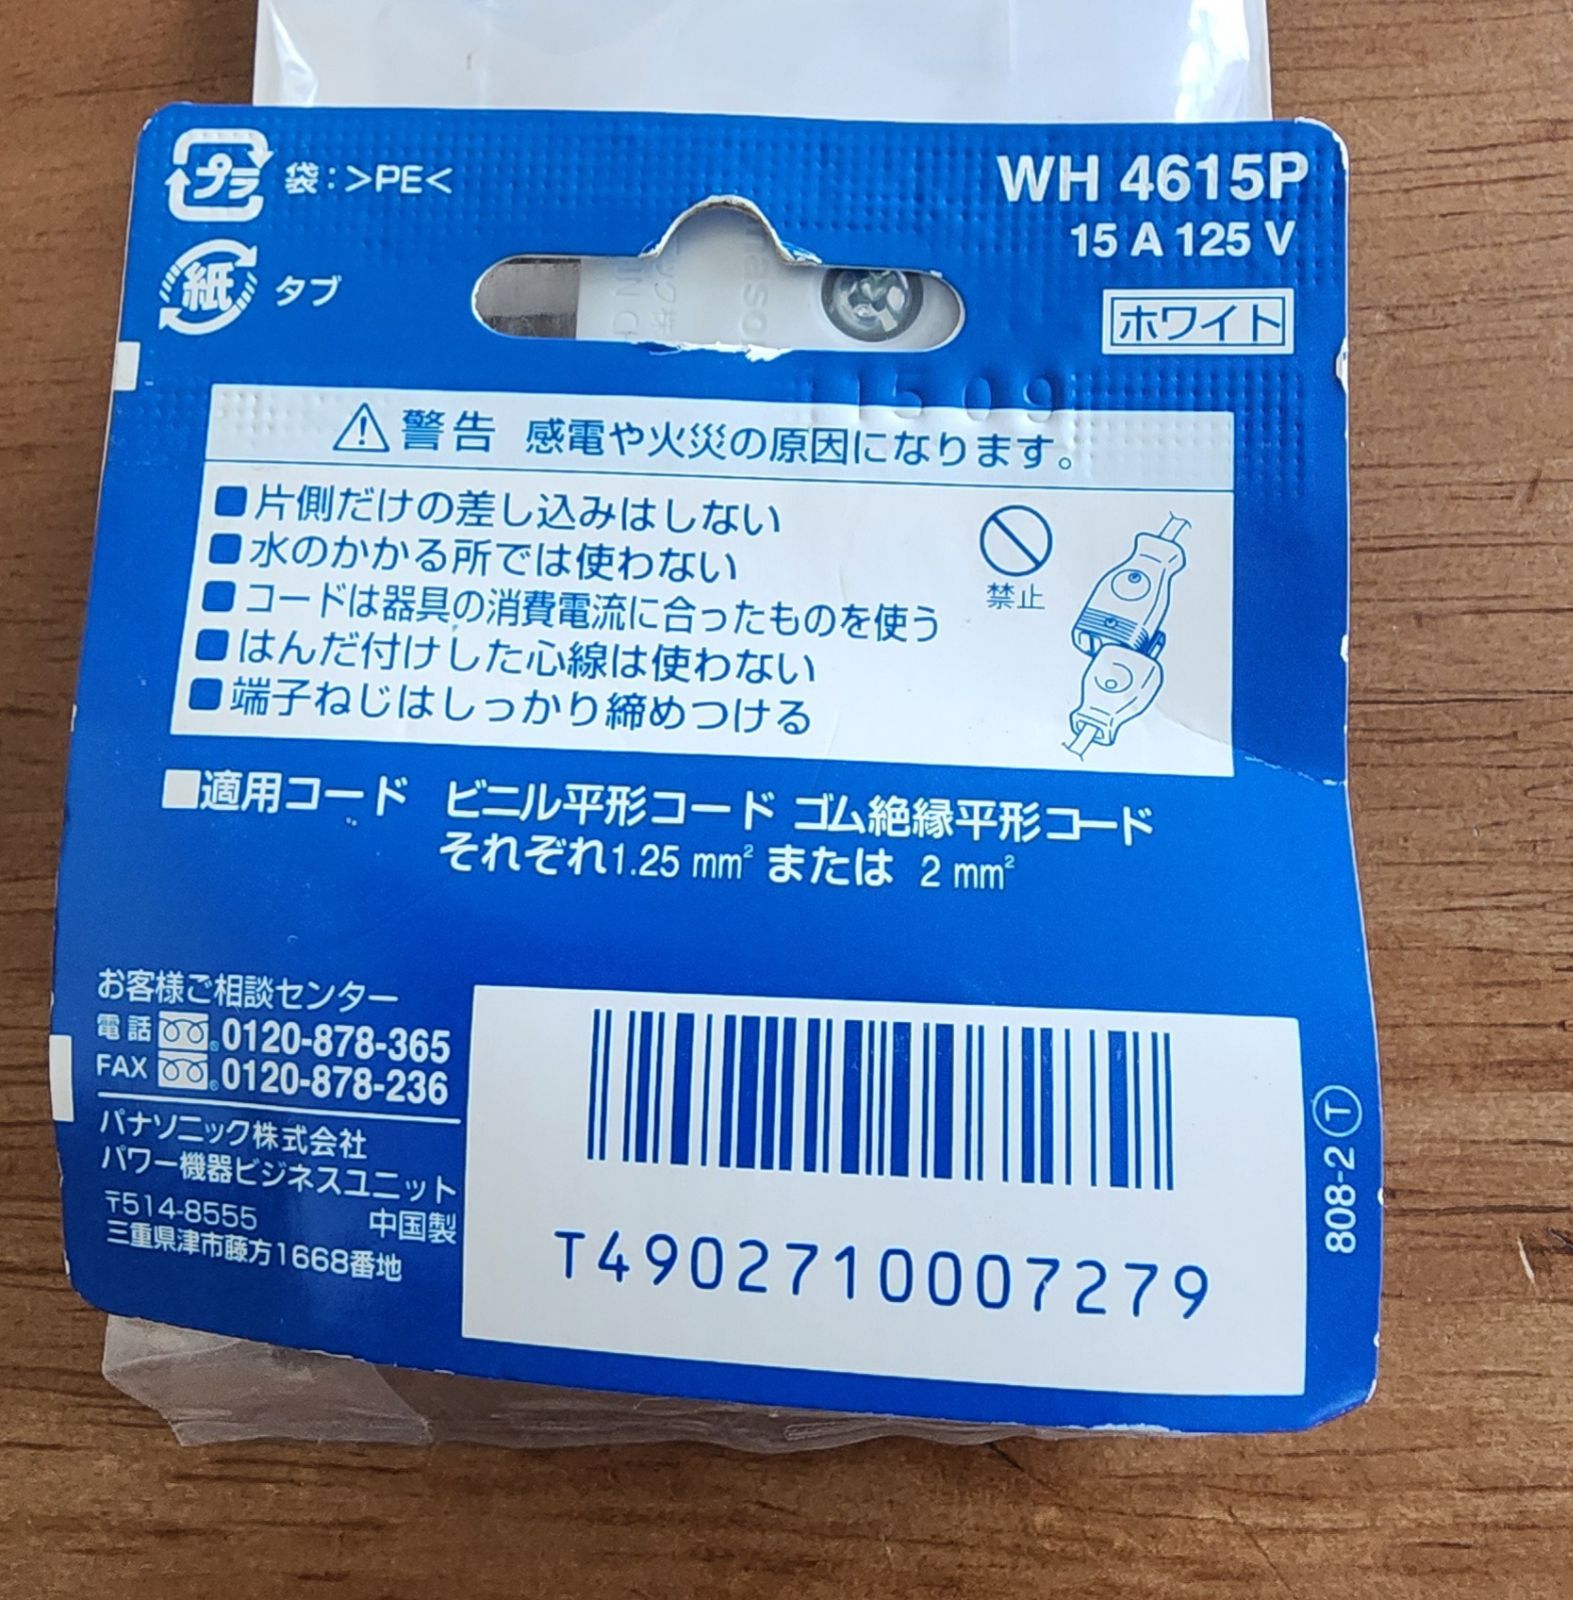 プラ 袋:>PE<
紙 タブ
WH 4615P
15 A 125 V
ホワイト
1509
警告 感電や火災の原因になります。
■片側だけの差し込みはしない
■水のかかる所では使わない
■コードは器具の消費電流に合ったものを使う
■はんだ付けした心線は使わない
■端子ねじはしっかり締めつける
禁止
■適用コード ビニル平形コード ゴム絶縁平形コード
それぞれ1.25 mm² または 2 mm²
お客様ご相談センター
電話 0120-878-365
FAX 0120-878-236
パナソニック株式会社
パワー機器ビジネスユニット
〒514-8555 中国製
三重県津市藤方1668番地
T4902710007279
808-2 Ⓣ